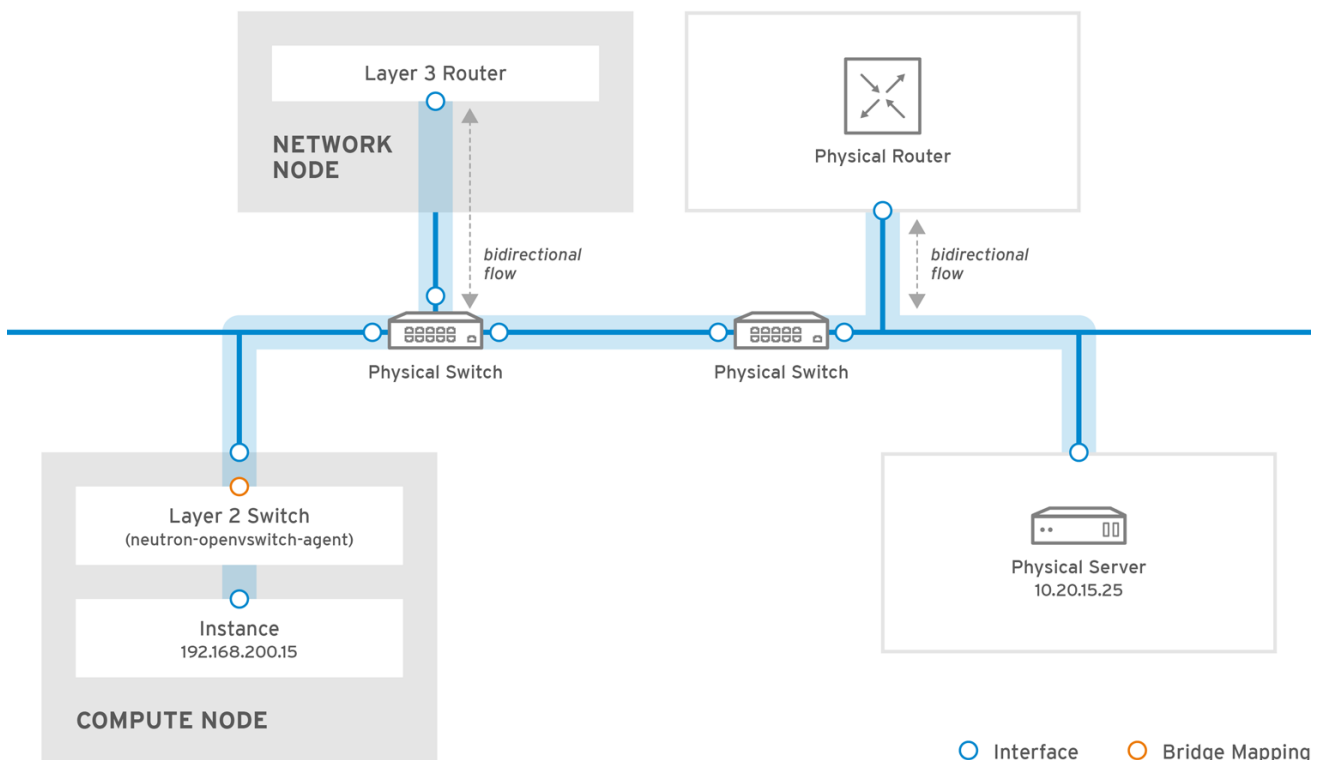 Layer 3 Router
NETWORK
NODE
Physical Router
bidirectional
flow
bidirectional
flow
Physical Switch
Physical Switch
Layer 2 Switch
(neutron-openvswitch-agent)
Instance
192.168.200.15
COMPUTE NODE
Physical Server
10.20.15.25
Interface
Bridge Mapping